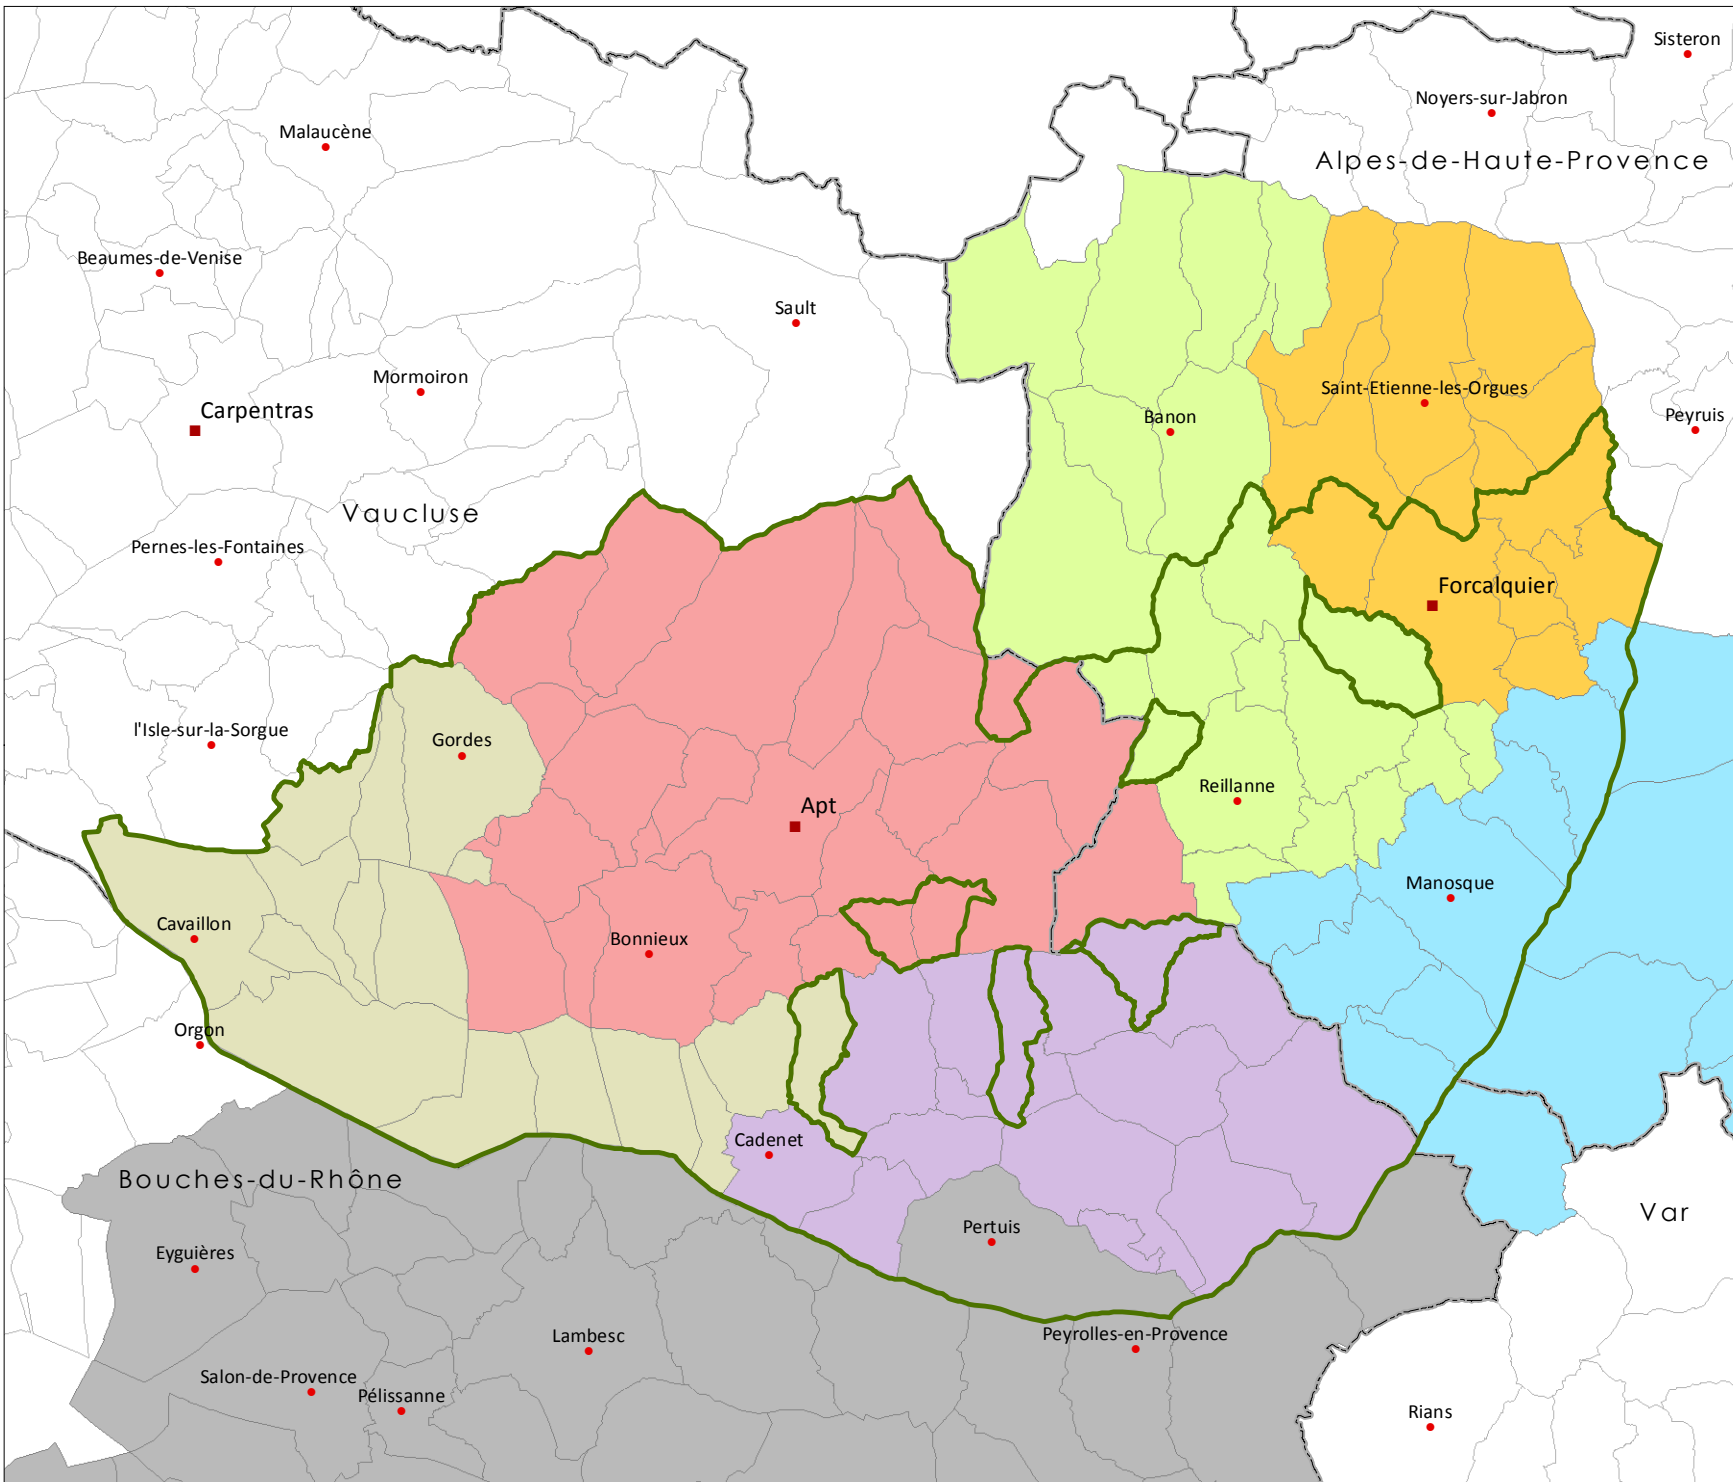 Sisteron
Noyers-sur-Jabron
Malaucène
Alpes-de-Haute-Provence
Beaumes-de-Venise
Sault
Mormoiron
Saint-Etienne-les-Orgues
Carpentras
Banon
Peyruis
Vaucluse
Pernes-les-Fontaines
Forcalquier
l'Isle-sur-la-Sorgue
Gordes
Reillanne
Apt
Manosque
Cavaillon
Bonnieux
Orgon
Cadenet
Bouches-du-Rhône
Var
Pertuis
Eyguières
Lambesc
Peyrolles-en-Provence
Salon-de-Provence
Pélissanne
Rians